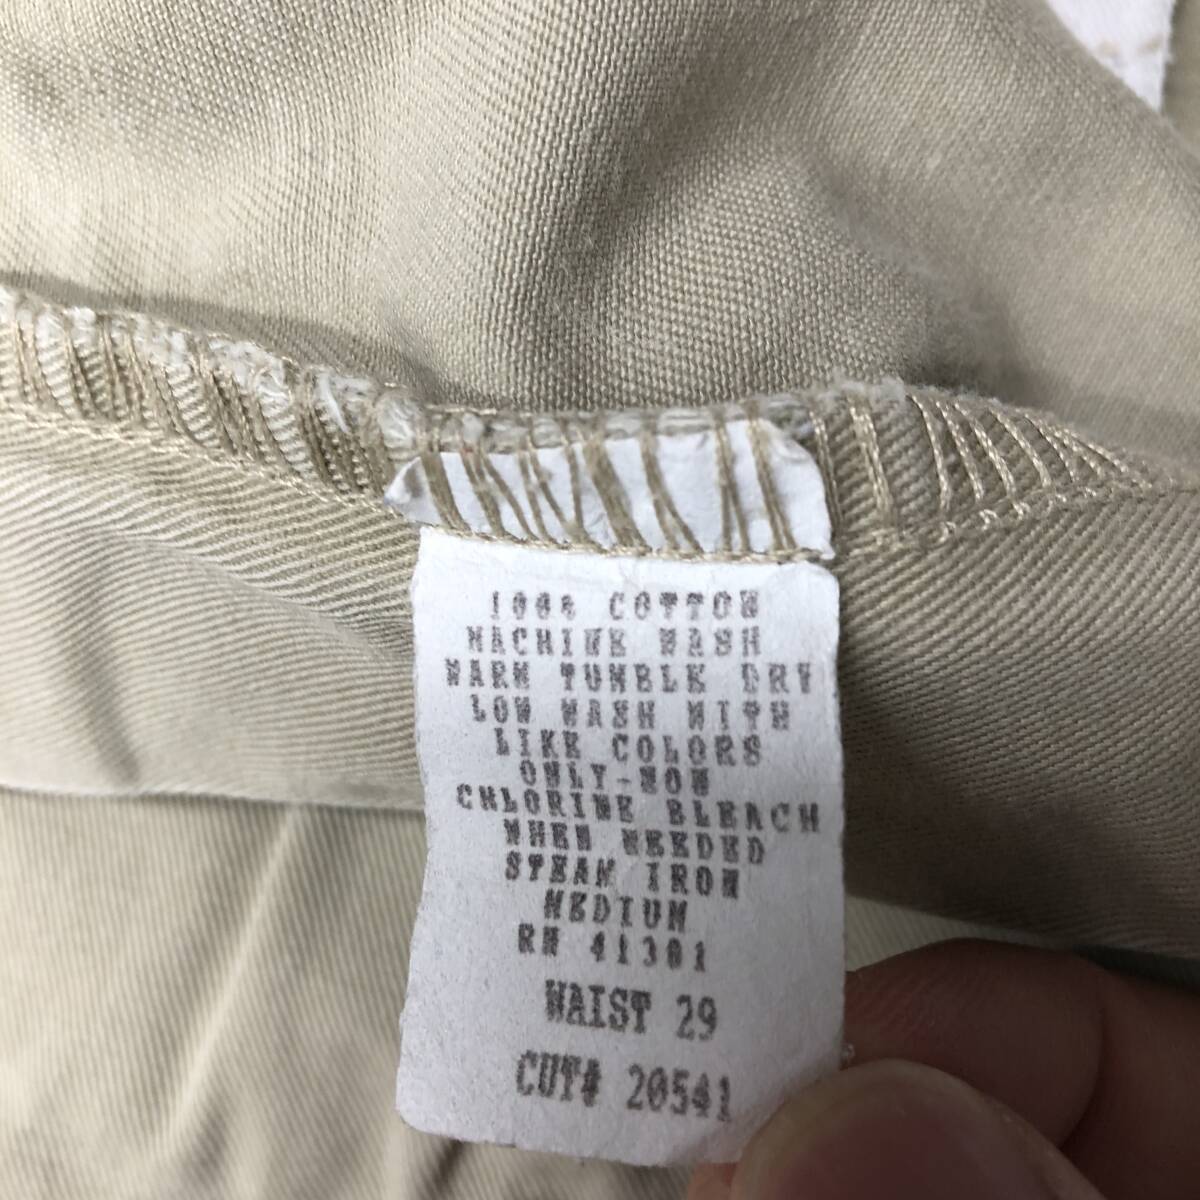 100% COTTON
MACHINE WASH
WARM TUMBLE DRY
LOW WASH WITH
LIKE COLORS
ONLY-NON
CHLORINE BLEACH
WHEN NEEDED
STEAM IRON
MEDIUM
RN 41381
WAIST 29
CUT# 20541